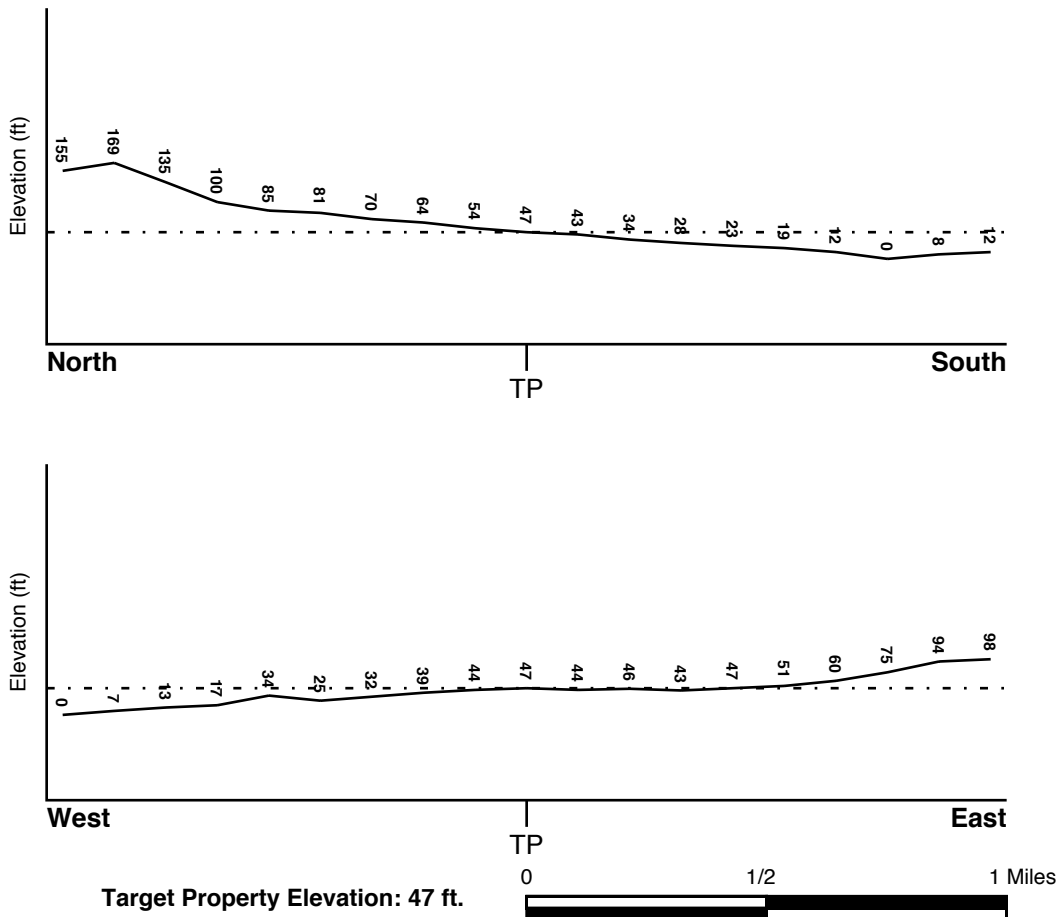 Elevation (ft)
155 169 135 100 85 81 70 64 54 47 43 34 28 23 19 12 0 8 12
North South
TP
Elevation (ft)
0 7 13 17 34 25 32 39 44 47 44 46 43 47 51 60 75 94 98
West East
TP
Target Property Elevation: 47 ft.
0 1/2 1 Miles